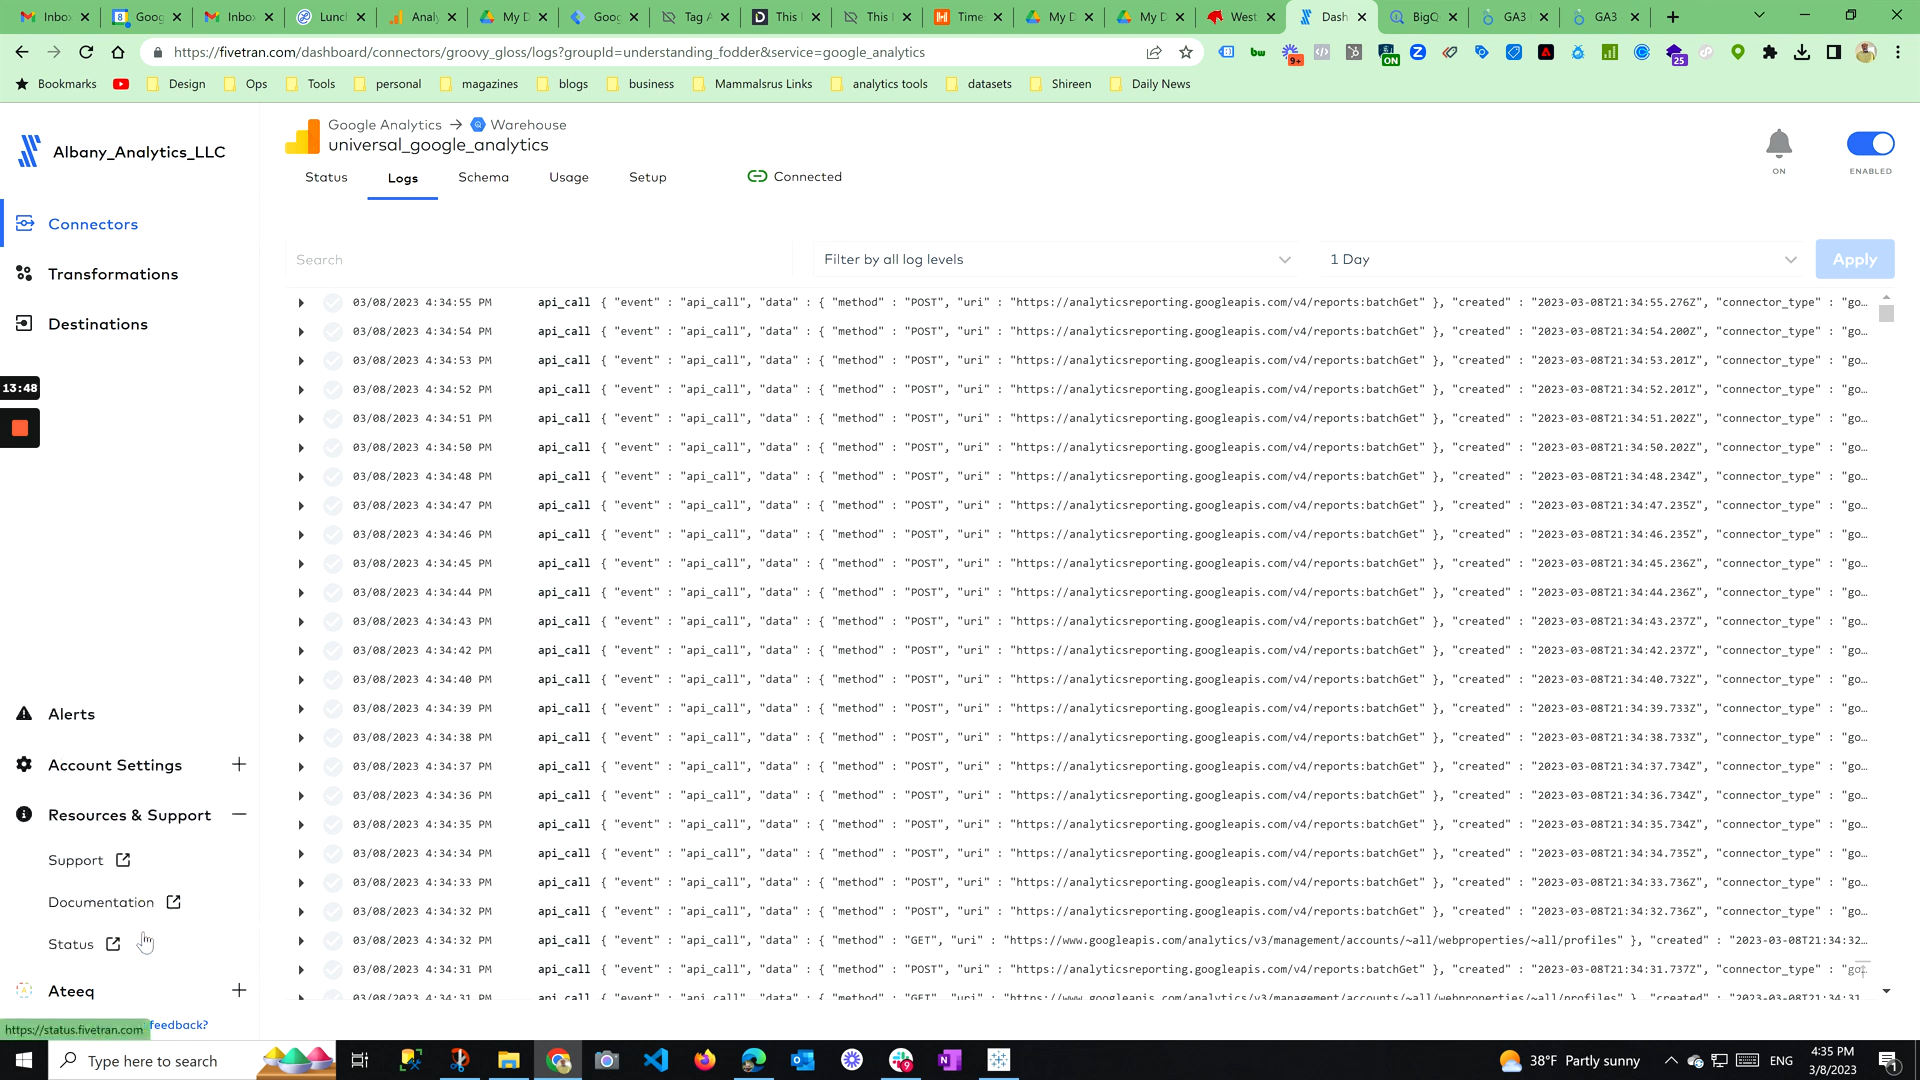 Inbox Goog Inbox Lunch Analy My D Goog Tag A This This Time My D My D West Dash BigQ GA3 GA3
https://fivetran.com/dashboard/connectors/groovy_gloss/logs?groupId=understanding_fodder&service=google_analytics
9+ ON 25
Bookmarks Design Ops Tools personal magazines blogs business Mammalsrus Links analytics tools datasets Shireen Daily News
Albany_Analytics_LLC
Connectors
Transformations
Destinations
13:48
Alerts
Account Settings
Resources & Support
Support
Documentation
Status
Ateeq
https://status.fivetran.com feedback?
Google Analytics → Warehouse
universal_google_analytics
Status Logs Schema Usage Setup Connected
ON ENABLED
Search Filter by all log levels 1 Day Apply
03/08/2023 4:34:55 PM api_call { "event" : "api_call", "data" : { "method" : "POST", "uri" : "https://analyticsreporting.googleapis.com/v4/reports:batchGet" }, "created" : "2023-03-08T21:34:55.276Z", "connector_type" : "go…
03/08/2023 4:34:54 PM api_call { "event" : "api_call", "data" : { "method" : "POST", "uri" : "https://analyticsreporting.googleapis.com/v4/reports:batchGet" }, "created" : "2023-03-08T21:34:54.200Z", "connector_type" : "go…
03/08/2023 4:34:53 PM api_call { "event" : "api_call", "data" : { "method" : "POST", "uri" : "https://analyticsreporting.googleapis.com/v4/reports:batchGet" }, "created" : "2023-03-08T21:34:53.201Z", "connector_type" : "go…
03/08/2023 4:34:52 PM api_call { "event" : "api_call", "data" : { "method" : "POST", "uri" : "https://analyticsreporting.googleapis.com/v4/reports:batchGet" }, "created" : "2023-03-08T21:34:52.201Z", "connector_type" : "go…
03/08/2023 4:34:51 PM api_call { "event" : "api_call", "data" : { "method" : "POST", "uri" : "https://analyticsreporting.googleapis.com/v4/reports:batchGet" }, "created" : "2023-03-08T21:34:51.202Z", "connector_type" : "go…
03/08/2023 4:34:50 PM api_call { "event" : "api_call", "data" : { "method" : "POST", "uri" : "https://analyticsreporting.googleapis.com/v4/reports:batchGet" }, "created" : "2023-03-08T21:34:50.202Z", "connector_type" : "go…
03/08/2023 4:34:48 PM api_call { "event" : "api_call", "data" : { "method" : "POST", "uri" : "https://analyticsreporting.googleapis.com/v4/reports:batchGet" }, "created" : "2023-03-08T21:34:48.234Z", "connector_type" : "go…
03/08/2023 4:34:47 PM api_call { "event" : "api_call", "data" : { "method" : "POST", "uri" : "https://analyticsreporting.googleapis.com/v4/reports:batchGet" }, "created" : "2023-03-08T21:34:47.235Z", "connector_type" : "go…
03/08/2023 4:34:46 PM api_call { "event" : "api_call", "data" : { "method" : "POST", "uri" : "https://analyticsreporting.googleapis.com/v4/reports:batchGet" }, "created" : "2023-03-08T21:34:46.235Z", "connector_type" : "go…
03/08/2023 4:34:45 PM api_call { "event" : "api_call", "data" : { "method" : "POST", "uri" : "https://analyticsreporting.googleapis.com/v4/reports:batchGet" }, "created" : "2023-03-08T21:34:45.236Z", "connector_type" : "go…
03/08/2023 4:34:44 PM api_call { "event" : "api_call", "data" : { "method" : "POST", "uri" : "https://analyticsreporting.googleapis.com/v4/reports:batchGet" }, "created" : "2023-03-08T21:34:44.236Z", "connector_type" : "go…
03/08/2023 4:34:43 PM api_call { "event" : "api_call", "data" : { "method" : "POST", "uri" : "https://analyticsreporting.googleapis.com/v4/reports:batchGet" }, "created" : "2023-03-08T21:34:43.237Z", "connector_type" : "go…
03/08/2023 4:34:42 PM api_call { "event" : "api_call", "data" : { "method" : "POST", "uri" : "https://analyticsreporting.googleapis.com/v4/reports:batchGet" }, "created" : "2023-03-08T21:34:42.237Z", "connector_type" : "go…
03/08/2023 4:34:40 PM api_call { "event" : "api_call", "data" : { "method" : "POST", "uri" : "https://analyticsreporting.googleapis.com/v4/reports:batchGet" }, "created" : "2023-03-08T21:34:40.732Z", "connector_type" : "go…
03/08/2023 4:34:39 PM api_call { "event" : "api_call", "data" : { "method" : "POST", "uri" : "https://analyticsreporting.googleapis.com/v4/reports:batchGet" }, "created" : "2023-03-08T21:34:39.733Z", "connector_type" : "go…
03/08/2023 4:34:38 PM api_call { "event" : "api_call", "data" : { "method" : "POST", "uri" : "https://analyticsreporting.googleapis.com/v4/reports:batchGet" }, "created" : "2023-03-08T21:34:38.733Z", "connector_type" : "go…
03/08/2023 4:34:37 PM api_call { "event" : "api_call", "data" : { "method" : "POST", "uri" : "https://analyticsreporting.googleapis.com/v4/reports:batchGet" }, "created" : "2023-03-08T21:34:37.734Z", "connector_type" : "go…
03/08/2023 4:34:36 PM api_call { "event" : "api_call", "data" : { "method" : "POST", "uri" : "https://analyticsreporting.googleapis.com/v4/reports:batchGet" }, "created" : "2023-03-08T21:34:36.734Z", "connector_type" : "go…
03/08/2023 4:34:35 PM api_call { "event" : "api_call", "data" : { "method" : "POST", "uri" : "https://analyticsreporting.googleapis.com/v4/reports:batchGet" }, "created" : "2023-03-08T21:34:35.734Z", "connector_type" : "go…
03/08/2023 4:34:34 PM api_call { "event" : "api_call", "data" : { "method" : "POST", "uri" : "https://analyticsreporting.googleapis.com/v4/reports:batchGet" }, "created" : "2023-03-08T21:34:34.735Z", "connector_type" : "go…
03/08/2023 4:34:33 PM api_call { "event" : "api_call", "data" : { "method" : "POST", "uri" : "https://analyticsreporting.googleapis.com/v4/reports:batchGet" }, "created" : "2023-03-08T21:34:33.736Z", "connector_type" : "go…
03/08/2023 4:34:32 PM api_call { "event" : "api_call", "data" : { "method" : "POST", "uri" : "https://analyticsreporting.googleapis.com/v4/reports:batchGet" }, "created" : "2023-03-08T21:34:32.736Z", "connector_type" : "go…
03/08/2023 4:34:32 PM api_call { "event" : "api_call", "data" : { "method" : "GET", "uri" : "https://www.googleapis.com/analytics/v3/management/accounts/~all/webproperties/~all/profiles" }, "created" : "2023-03-08T21:34:32…
03/08/2023 4:34:31 PM api_call { "event" : "api_call", "data" : { "method" : "POST", "uri" : "https://analyticsreporting.googleapis.com/v4/reports:batchGet" }, "created" : "2023-03-08T21:34:31.737Z", "connector_type" : "go…
03/08/2023 4:34:31 PM api_call { "event" : "api_call", "data" : { "method" : "GET", "uri" : "https://www.googleapis.com/analytics/v3/management/accounts/~all/webproperties/~all/profiles" }, "created" : "2023-03-08T21:34:31…
Type here to search 38°F Partly sunny ENG 4:35 PM
3/8/2023